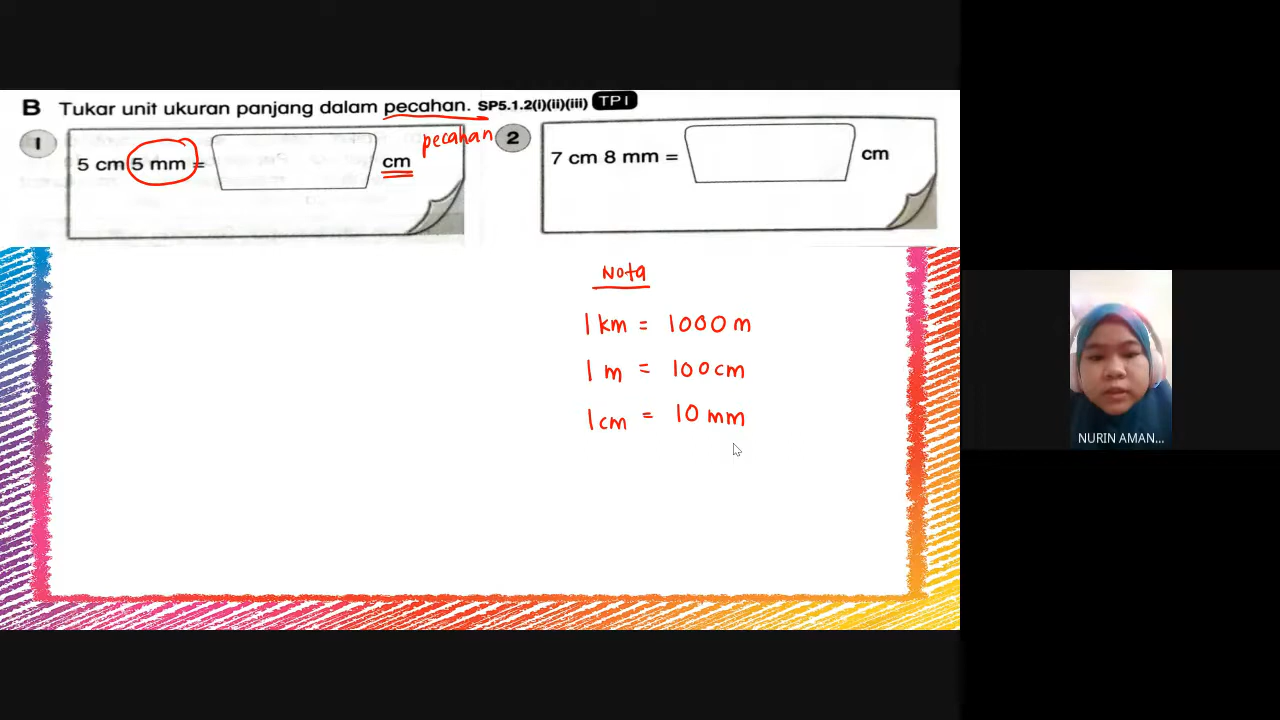 B Tukar unit ukuran panjang dalam pecahan. SP5.1.2(i)(ii)(iii) TP1
pecahan
1 5 cm 5 mm = cm
2 7 cm 8 mm = cm
Nota
1 km = 1000 m
1 m = 100 cm
1 cm = 10 mm
NURIN AMAN...